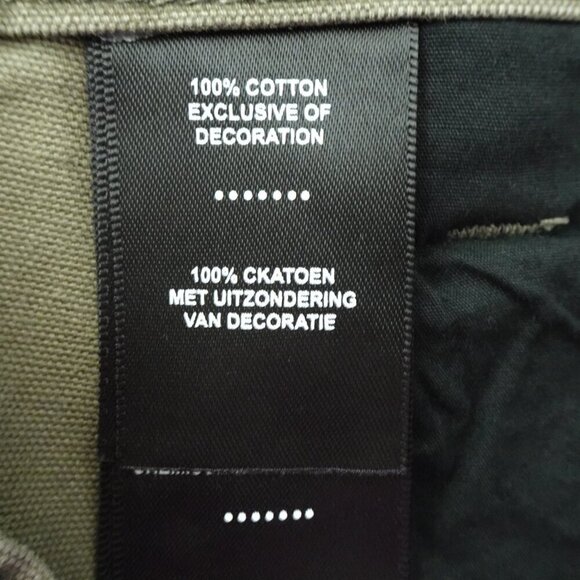 100% COTTON
EXCLUSIVE OF
DECORATION
.......
100% CKATOEN
MET UITZONDERING
VAN DECORATIE
.......